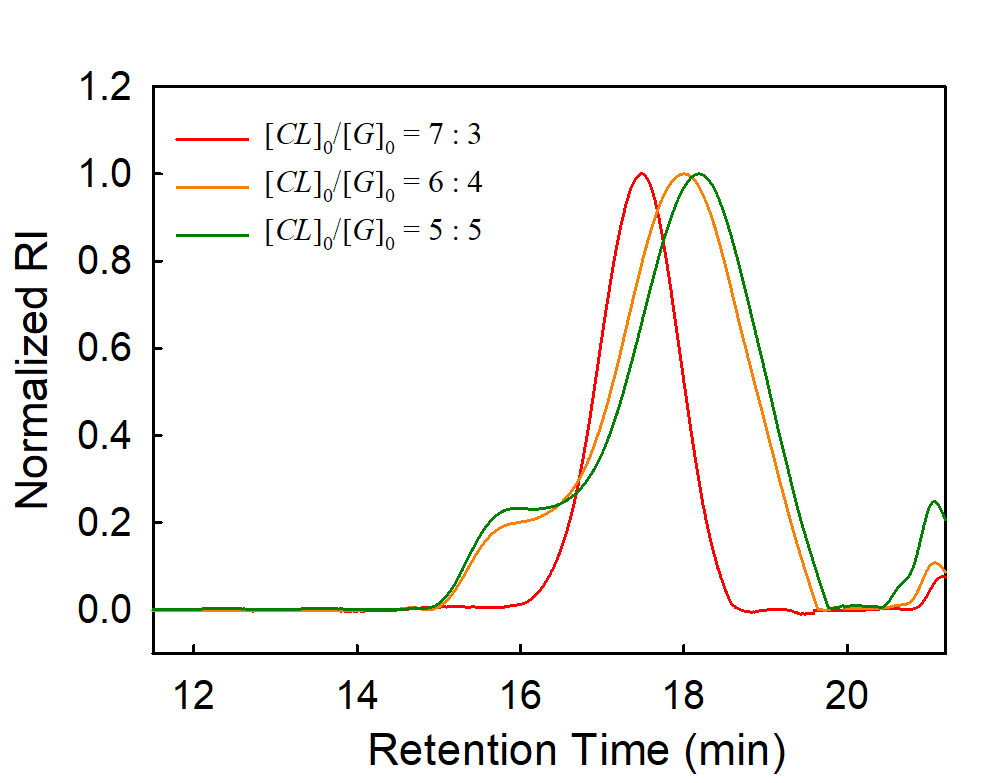 1.2
1.0
0.8
0.6
0.4
0.2
0.0
Normalized RI
[CL]₀/[G]₀ = 7 : 3
[CL]₀/[G]₀ = 6 : 4
[CL]₀/[G]₀ = 5 : 5
12 14 16 18 20
Retention Time (min)